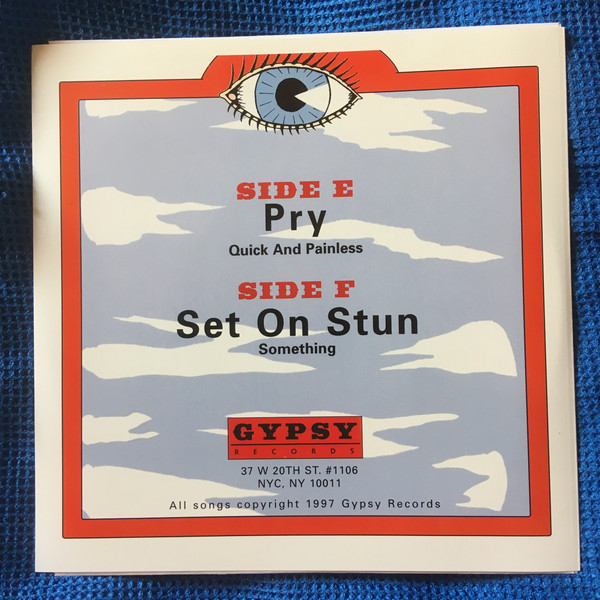 SIDE E
Pry
Quick And Painless
SIDE F
Set On Stun
Something
GYPSY
RECORDS
37 W 20TH ST. #1106
NYC, NY 10011
All songs copyright 1997 Gypsy Records